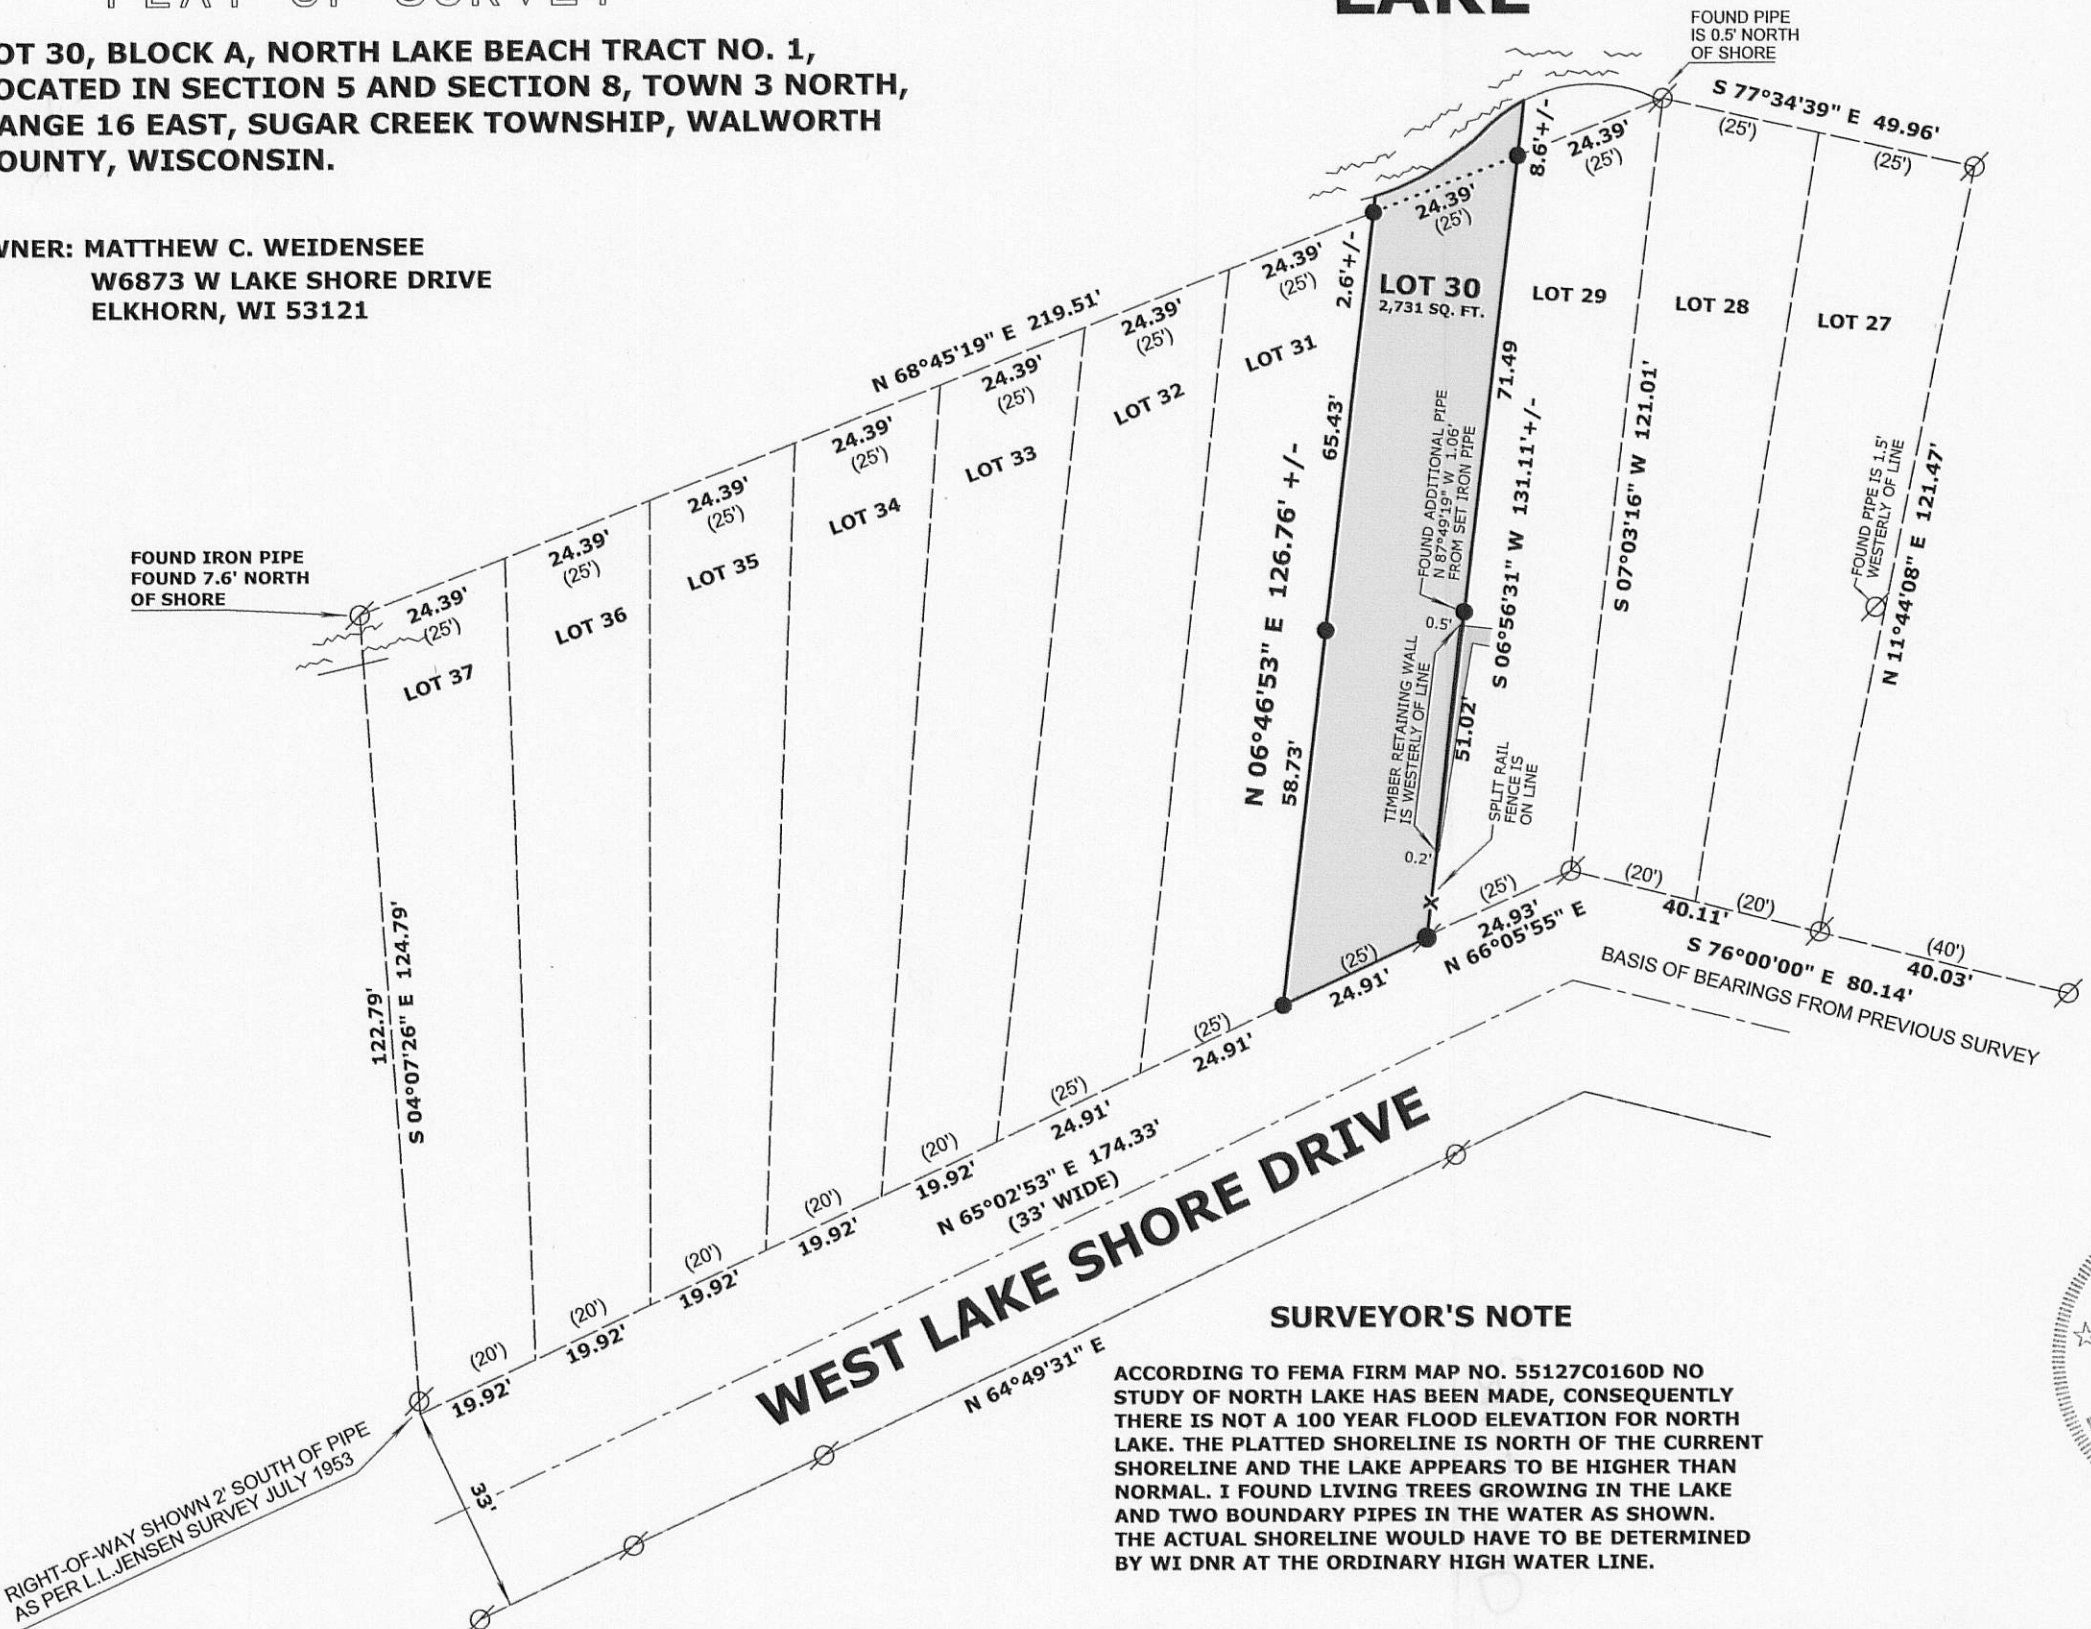 PLAT OF SURVEY
LAKE
OT 30, BLOCK A, NORTH LAKE BEACH TRACT NO. 1,
OCATED IN SECTION 5 AND SECTION 8, TOWN 3 NORTH,
ANGE 16 EAST, SUGAR CREEK TOWNSHIP, WALWORTH
OUNTY, WISCONSIN.
WNER: MATTHEW C. WEIDENSEE
W6873 W LAKE SHORE DRIVE
ELKHORN, WI 53121
FOUND PIPE
IS 0.5' NORTH
OF SHORE
S 77°34'39" E 49.96'
(25')
(25')
24.39'
(25')
8.6'+/-
24.39'
(25')
2.6'+/-
LOT 30
2,731 SQ. FT.
LOT 29
LOT 28
LOT 27
N 68°45'19" E 219.51'
24.39'
(25')
LOT 31
24.39'
(25')
LOT 32
24.39'
(25')
LOT 33
24.39'
(25')
LOT 34
24.39'
(25')
LOT 35
24.39'
(25')
LOT 36
24.39'
(25')
LOT 37
FOUND IRON PIPE
FOUND 7.6' NORTH
OF SHORE
65.43'
N 06°46'53" E 126.76' +/-
58.73'
71.49
FOUND ADDITIONAL PIPE
N 87°49'19" W 1.06'
FROM SET IRON PIPE
S 06°56'31" W 131.11'+/-
0.5'
51.02'
TIMBER RETAINING WALL
IS WESTERLY OF LINE
0.2'
SPLIT RAIL
FENCE IS
ON LINE
X
S 07°03'16" W 121.01'
FOUND PIPE IS 1.5'
WESTERLY OF LINE
N 11°44'08" E 121.47'
122.79'
S 04°07'26" E 124.79'
(20')
19.92'
(20')
19.92'
(20')
19.92'
(20')
19.92'
(20')
19.92'
(25')
24.91'
(25')
24.91'
(25')
24.91'
(25')
24.93'
N 66°05'55" E
(20')
40.11'
(20')
(40')
40.03'
S 76°00'00" E 80.14'
BASIS OF BEARINGS FROM PREVIOUS SURVEY
N 65°02'53" E 174.33'
(33' WIDE)
WEST LAKE SHORE DRIVE
N 64°49'31" E
33'
RIGHT-OF-WAY SHOWN 2' SOUTH OF PIPE
AS PER L.L.JENSEN SURVEY JULY 1953
SURVEYOR'S NOTE
ACCORDING TO FEMA FIRM MAP NO. 55127C0160D NO
STUDY OF NORTH LAKE HAS BEEN MADE, CONSEQUENTLY
THERE IS NOT A 100 YEAR FLOOD ELEVATION FOR NORTH
LAKE. THE PLATTED SHORELINE IS NORTH OF THE CURRENT
SHORELINE AND THE LAKE APPEARS TO BE HIGHER THAN
NORMAL. I FOUND LIVING TREES GROWING IN THE LAKE
AND TWO BOUNDARY PIPES IN THE WATER AS SHOWN.
THE ACTUAL SHORELINE WOULD HAVE TO BE DETERMINED
BY WI DNR AT THE ORDINARY HIGH WATER LINE.